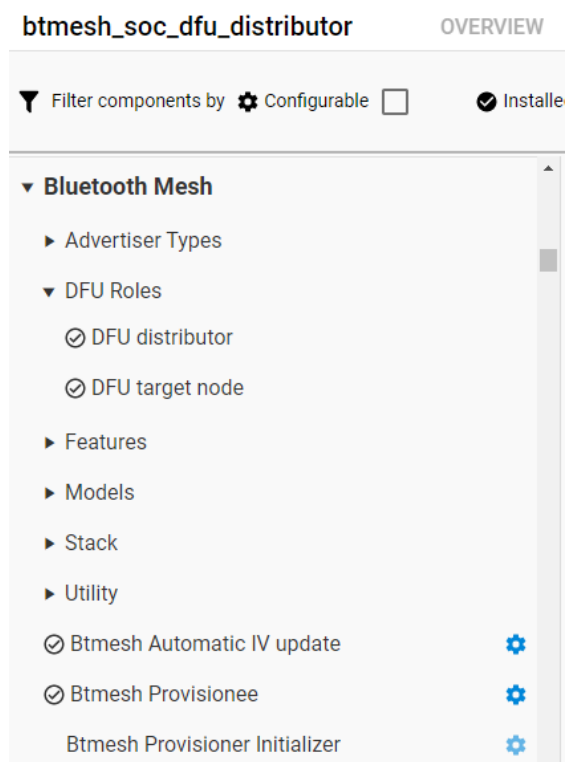 btmesh_soc_dfu_distributor OVERVIEW
Filter components by Configurable Installe
Bluetooth Mesh
Advertiser Types
DFU Roles
DFU distributor
DFU target node
Features
Models
Stack
Utility
Btmesh Automatic IV update
Btmesh Provisionee
Btmesh Provisioner Initializer